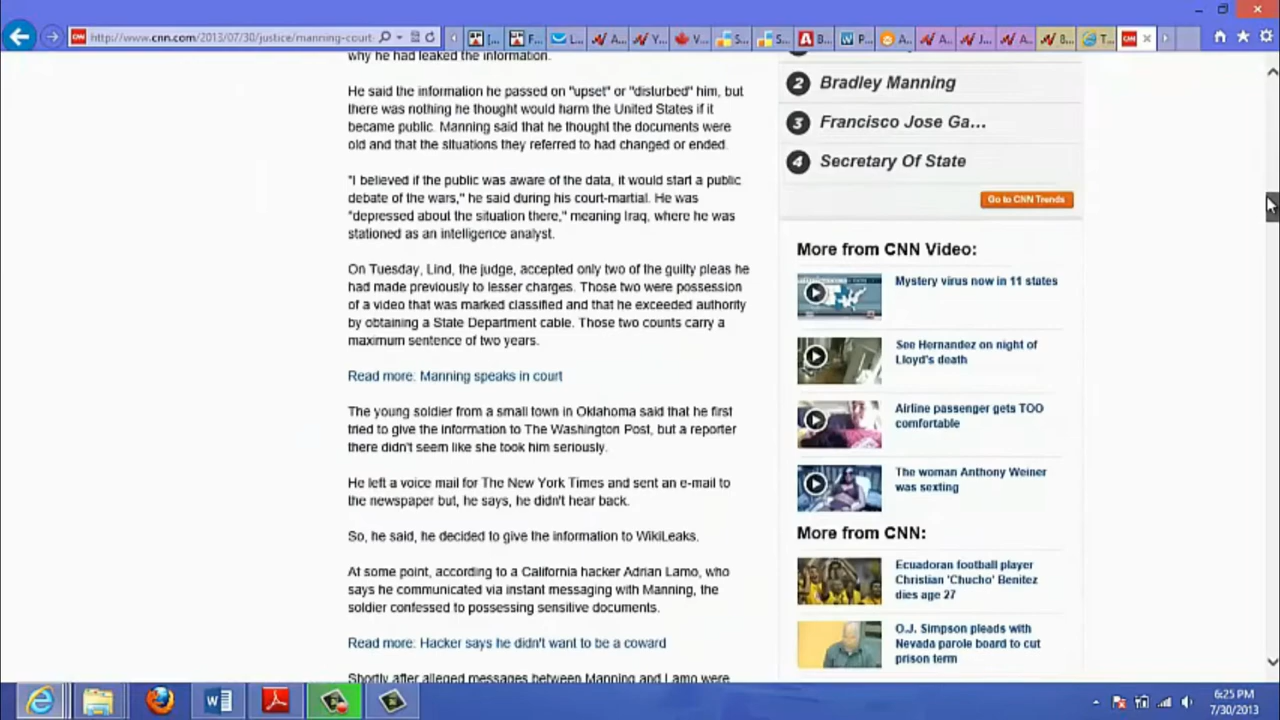 http://www.cnn.com/2013/07/30/justice/manning-court
CNN
why he had leaked the information.
He said the information he passed on "upset" or "disturbed" him, but
there was nothing he thought would harm the United States if it
became public. Manning said that he thought the documents were
old and that the situations they referred to had changed or ended.
"I believed if the public was aware of the data, it would start a public
debate of the wars," he said during his court-martial. He was
"depressed about the situation there," meaning Iraq, where he was
stationed as an intelligence analyst.
On Tuesday, Lind, the judge, accepted only two of the guilty pleas he
had made previously to lesser charges. Those two were possession
of a video that was marked classified and that he exceeded authority
by obtaining a State Department cable. Those two counts carry a
maximum sentence of two years.
Read more: Manning speaks in court
The young soldier from a small town in Oklahoma said that he first
tried to give the information to The Washington Post, but a reporter
there didn't seem like she took him seriously.
He left a voice mail for The New York Times and sent an e-mail to
the newspaper but, he says, he didn't hear back.
So, he said, he decided to give the information to WikiLeaks.
At some point, according to a California hacker Adrian Lamo, who
says he communicated via instant messaging with Manning, the
soldier confessed to possessing sensitive documents.
Read more: Hacker says he didn't want to be a coward
Shortly after alleged messages between Manning and Lamo were
2 Bradley Manning
3 Francisco Jose Ga...
4 Secretary Of State
Go to CNN Trends
More from CNN Video:
Mystery virus now in 11 states
See Hernandez on night of
Lloyd's death
Airline passenger gets TOO
comfortable
The woman Anthony Weiner
was sexting
More from CNN:
Ecuadoran football player
Christian 'Chucho' Benitez
dies age 27
O.J. Simpson pleads with
Nevada parole board to cut
prison term
6:25 PM
7/30/2013